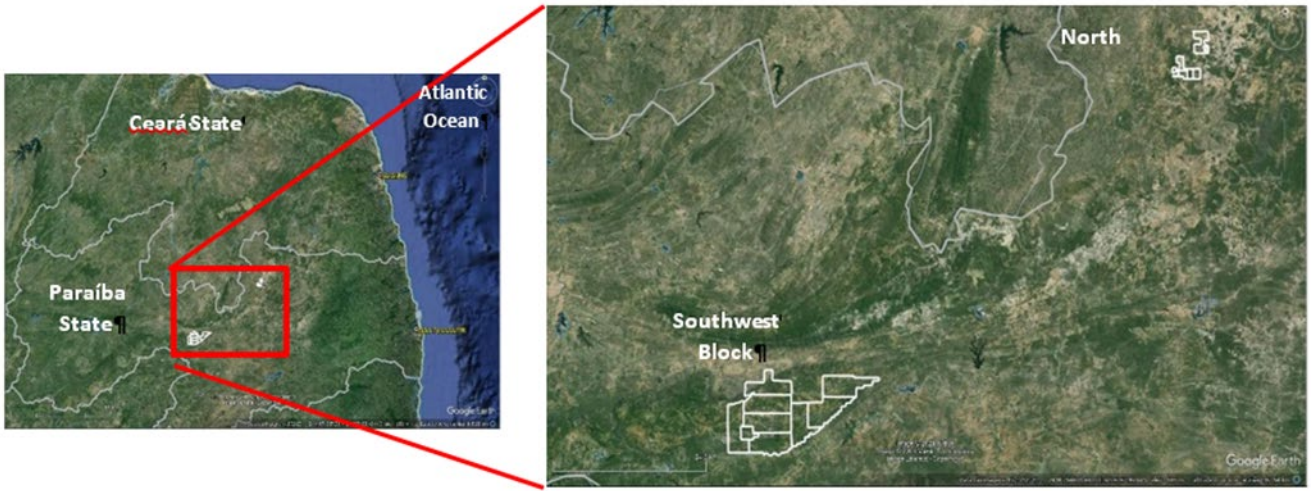 Atlantic
Ocean
Ceará State
Paraíba
State¶
Google Earth
North
Southwest
Block¶
Google Earth